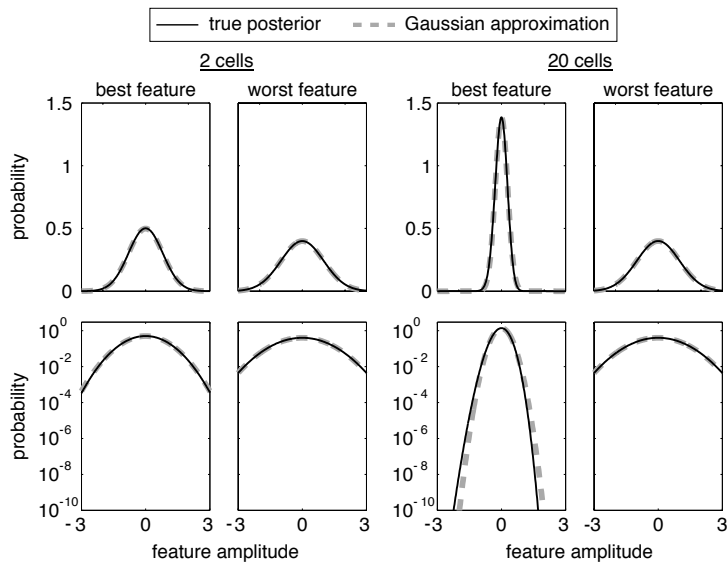 true posterior Gaussian approximation
2 cells 20 cells
best feature worst feature best feature worst feature
probability
1.5
1
0.5
0
1.5
1
0.5
0
probability
10^0
10^-2
10^-4
10^-6
10^-8
10^-10
10^0
10^-2
10^-4
10^-6
10^-8
10^-10
-3 0 3 -3 0 3 -3 0 3 -3 0 3
feature amplitude feature amplitude